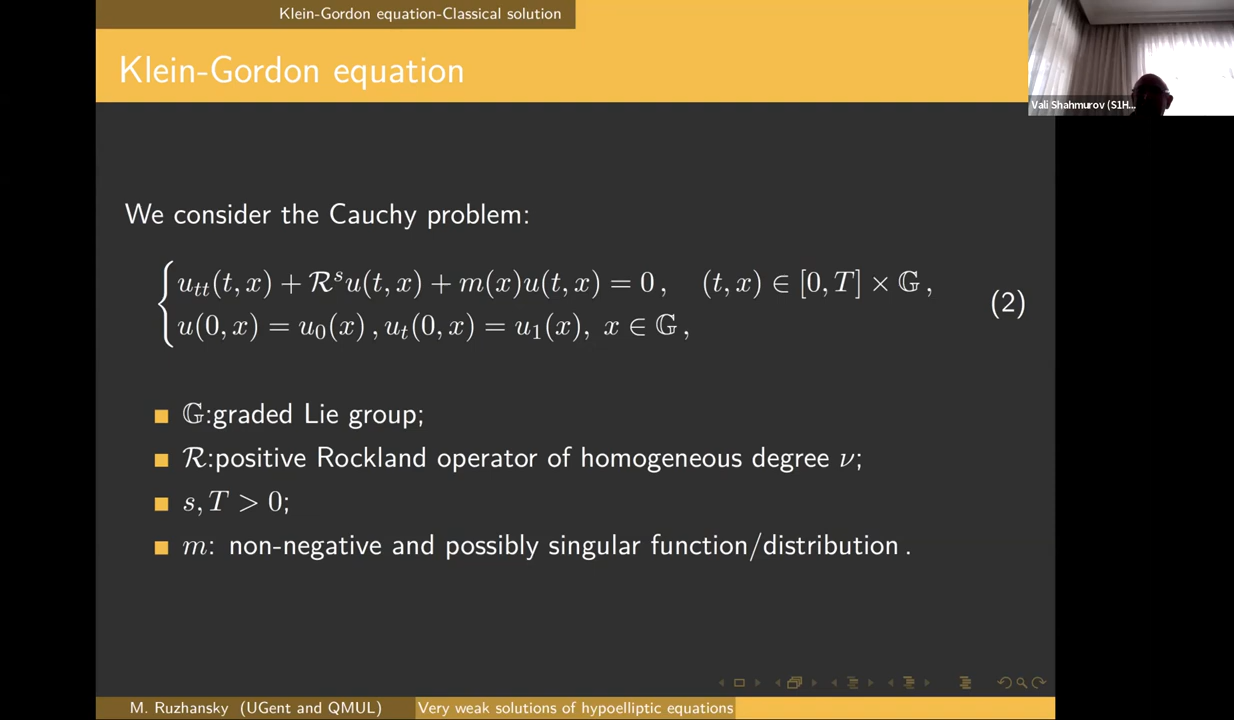 Klein-Gordon equation-Classical solution
Klein-Gordon equation
Vali Shahmurov (S1H...
We consider the Cauchy problem:
u_{tt}(t, x) + ℛ^s u(t, x) + m(x)u(t, x) = 0 , (t, x) ∈ [0, T] × 𝔾 ,
u(0, x) = u_0(x) , u_t(0, x) = u_1(x), x ∈ 𝔾 ,
(2)
𝔾:graded Lie group;
ℛ:positive Rockland operator of homogeneous degree ν;
s, T > 0;
m: non-negative and possibly singular function/distribution .
M. Ruzhansky (UGent and QMUL)
Very weak solutions of hypoelliptic equations